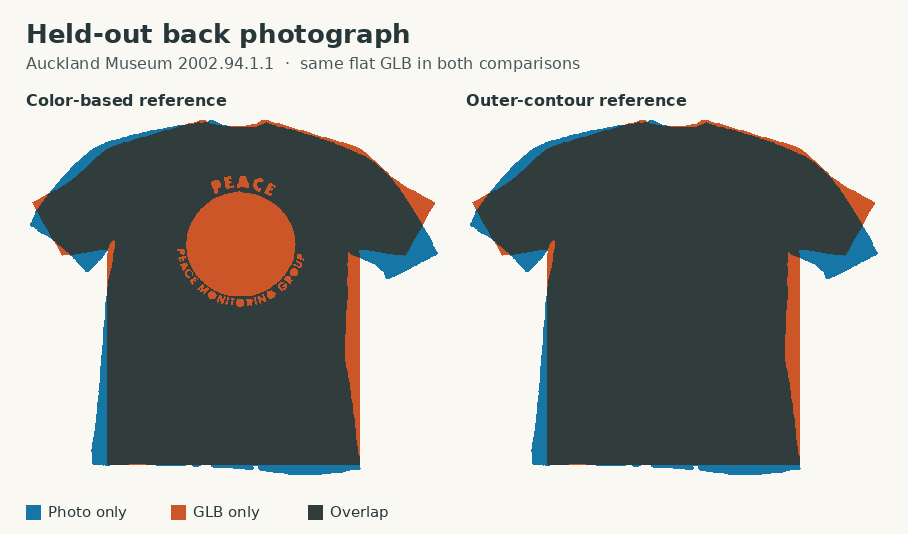 Held-out back photograph
Auckland Museum 2002.94.1.1 · same flat GLB in both comparisons
Color-based reference
Outer-contour reference
PEACE
PEACE MONITORING GROUP
Photo only
GLB only
Overlap